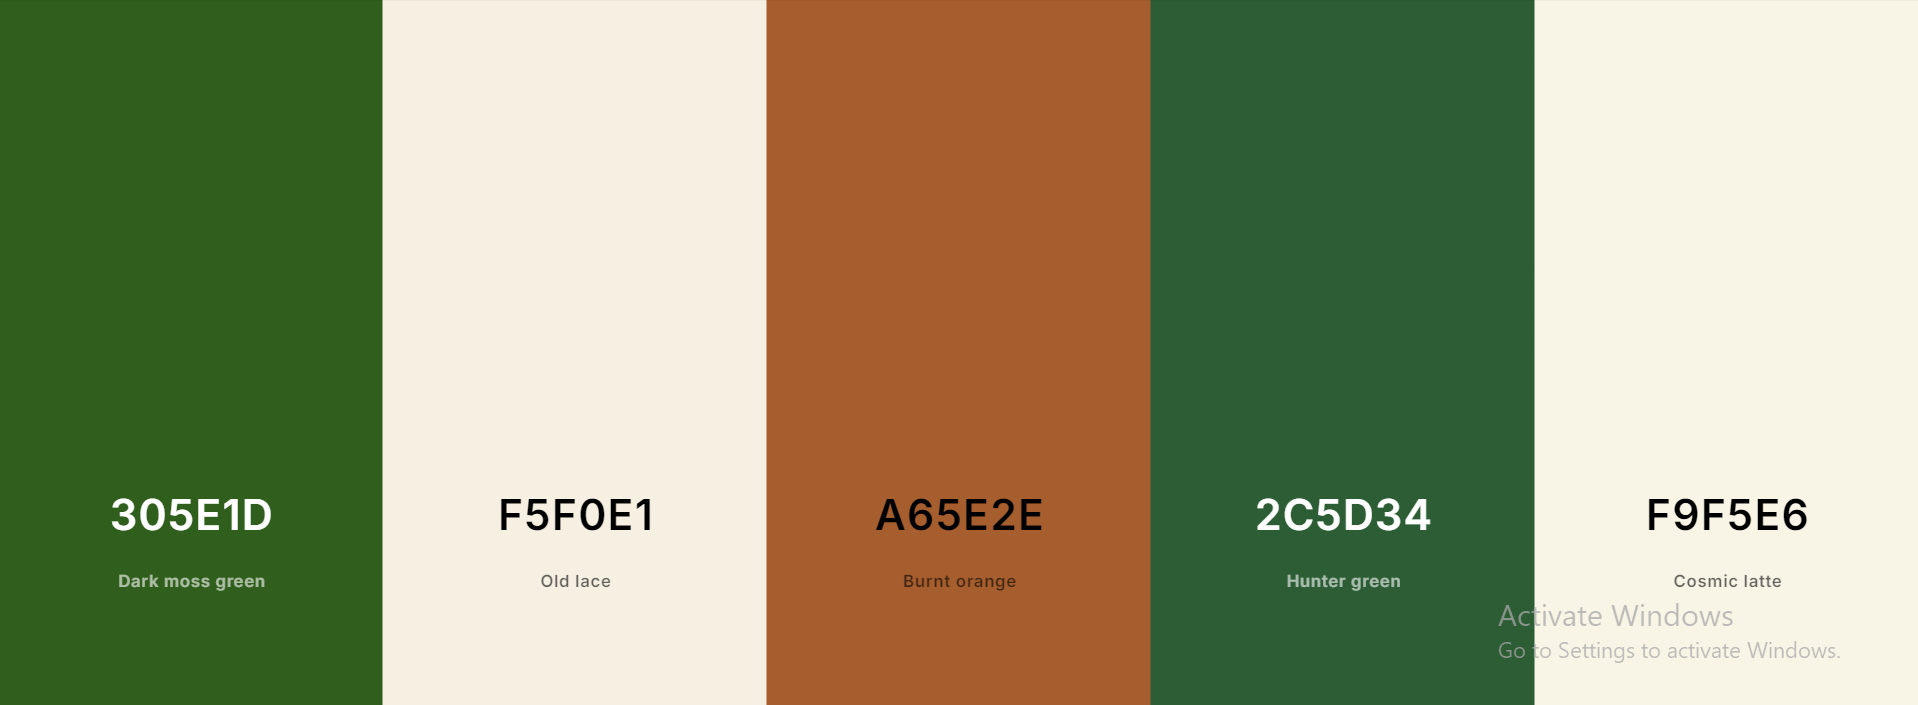 305E1D
Dark moss green
F5F0E1
Old lace
A65E2E
Burnt orange
2C5D34
Hunter green
F9F5E6
Cosmic latte
Activate Windows
Go to Settings to activate Windows.